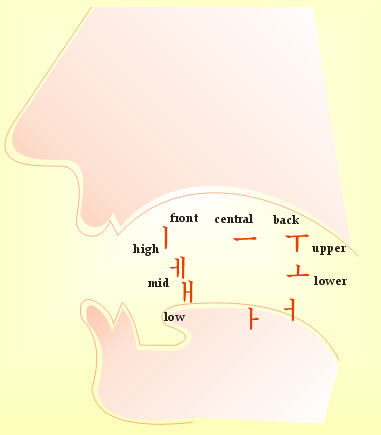 front central back
ㅣ ㅡ ㅜ
high upper
ㅔ ㅗ
mid lower
ㅐ
low ㅏ ㅓ